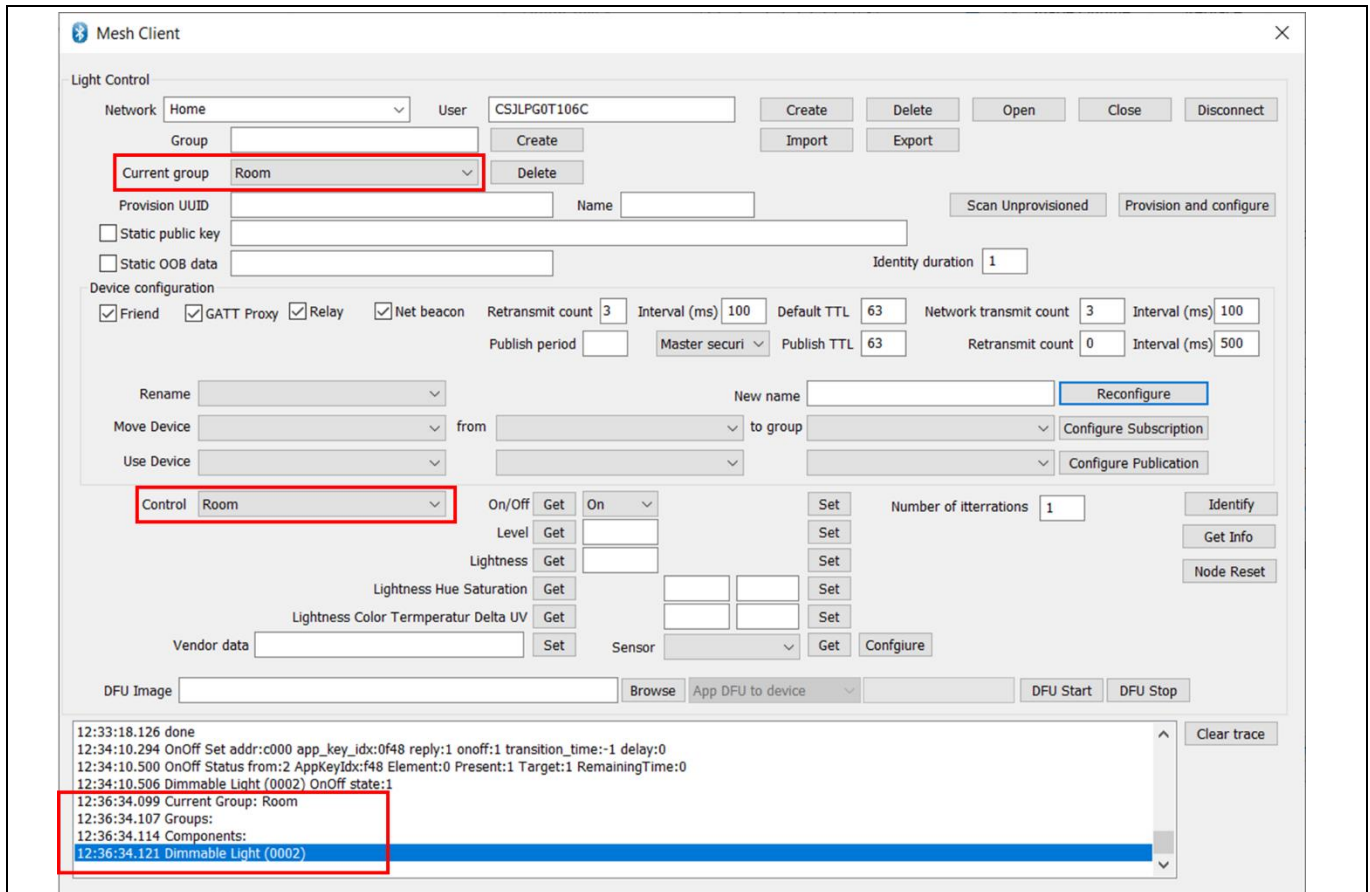 Mesh Client
Light Control
Network Home User CSJLPG0T106C Create Delete Open Close Disconnect
Group Create Import Export
Current group Room Delete
Provision UUID Name Scan Unprovisioned Provision and configure
Static public key
Static OOB data Identity duration 1
Device configuration
Friend GATT Proxy Relay Net beacon Retransmit count 3 Interval (ms) 100 Default TTL 63 Network transmit count 3 Interval (ms) 100
Publish period Master securi Publish TTL 63 Retransmit count 0 Interval (ms) 500
Rename New name Reconfigure
Move Device from to group Configure Subscription
Use Device Configure Publication
Control Room On/Off Get On Set Number of itterrations 1 Identify
Level Get Set Get Info
Lightness Get Set
Node Reset
Lightness Hue Saturation Get Set
Lightness Color Termperatur Delta UV Get Set
Vendor data Set Sensor Get Confgiure
DFU Image Browse App DFU to device DFU Start DFU Stop
12:33:18.126 done Clear trace
12:34:10.294 OnOff Set addr:c000 app_key_idx:0f48 reply:1 onoff:1 transition_time:-1 delay:0
12:34:10.500 OnOff Status from:2 AppKeyIdx:f48 Element:0 Present:1 Target:1 RemainingTime:0
12:34:10.506 Dimmable Light (0002) OnOff state:1
12:36:34.099 Current Group: Room
12:36:34.107 Groups:
12:36:34.114 Components:
12:36:34.121 Dimmable Light (0002)